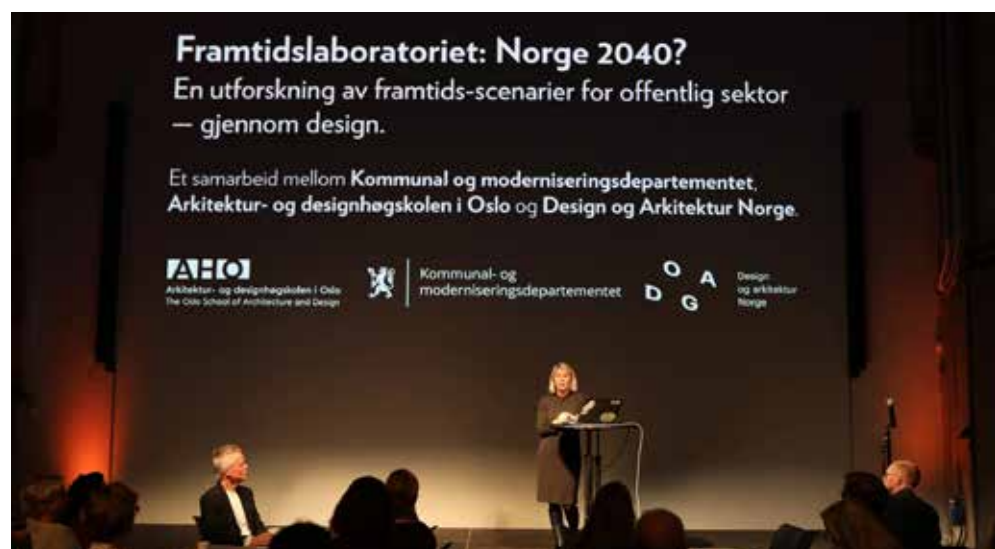 Framtidslaboratoriet: Norge 2040?
En utforskning av framtids-scenarier for offentlig sektor
— gjennom design.
Et samarbeid mellom Kommunal og moderniseringsdepartementet,
Arkitektur- og designhøgskolen i Oslo og Design og Arkitektur Norge.
AHO
Arkitektur- og designhøgskolen i Oslo
The Oslo School of Architecture and Design
Kommunal- og
moderniseringsdepartementet
D O G A
Design
og arkitektur
Norge